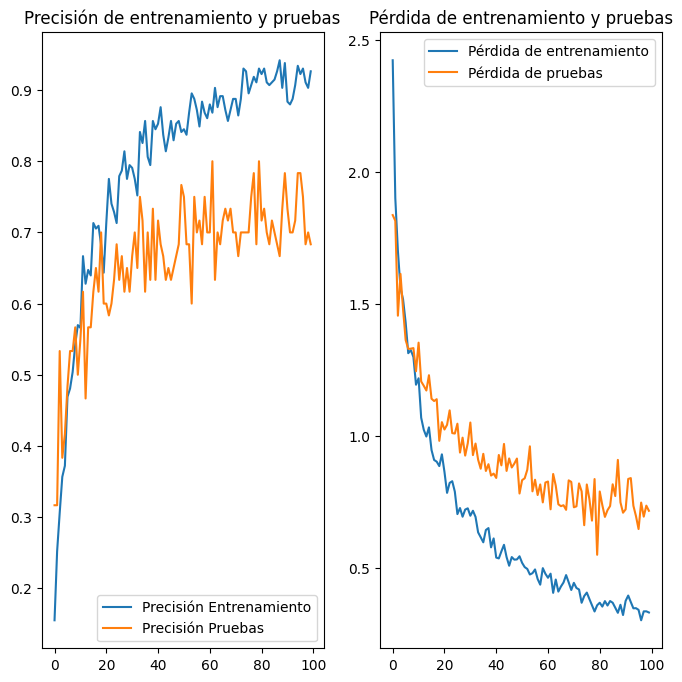 Precisión de entrenamiento y pruebas
0.9
0.8
0.7
0.6
0.5
0.4
0.3
0.2
0 20 40 60 80 100
Precisión Entrenamiento
Precisión Pruebas
Pérdida de entrenamiento y pruebas
2.5
2.0
1.5
1.0
0.5
0 20 40 60 80 100
Pérdida de entrenamiento
Pérdida de pruebas